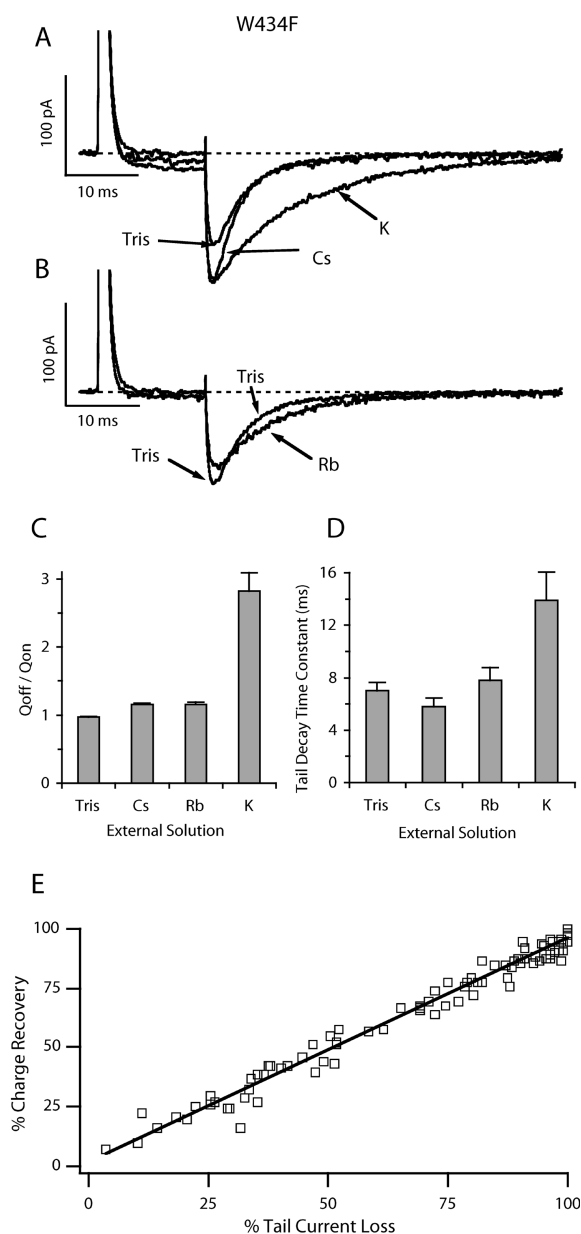 W434F
A
100 pA
10 ms
Tris
K
Cs
B
100 pA
10 ms
Tris
Tris
Rb
C
D
3
2
1
0
Qoff / Qon
Tris
Cs
Rb
K
External Solution
16
12
8
4
0
Tail Decay Time Constant (ms)
Tris
Cs
Rb
K
External Solution
E
100
75
50
25
0
% Charge Recovery
0
25
50
75
100
% Tail Current Loss